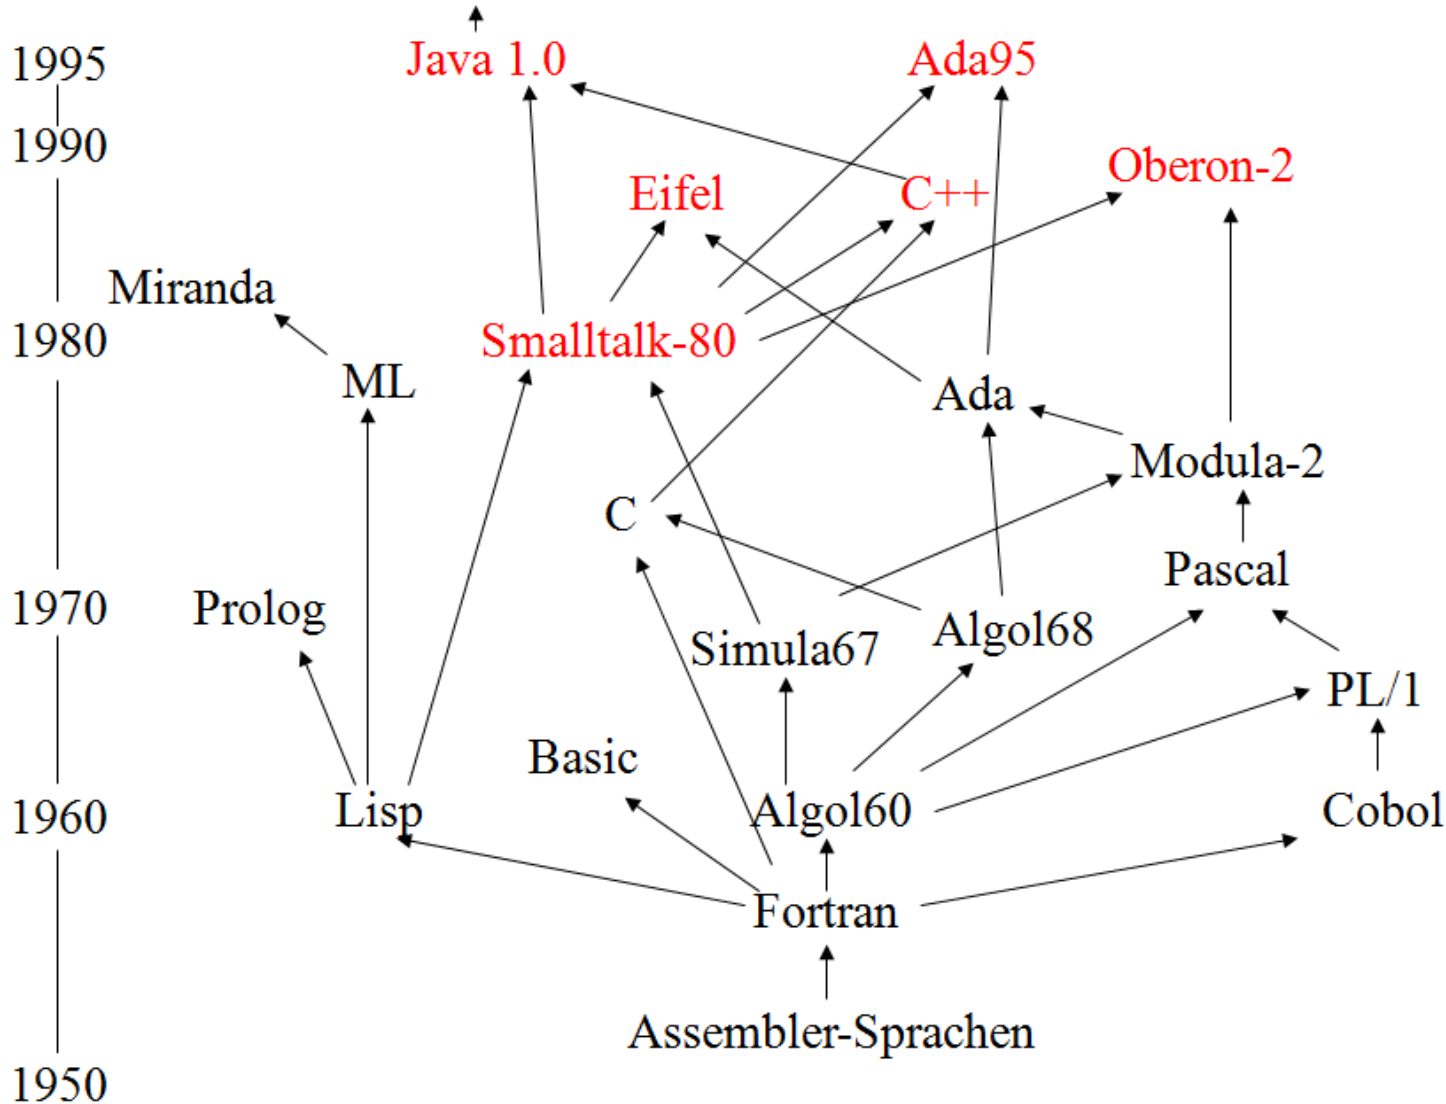 1995
Java 1.0
Ada95
1990
Oberon-2
Eifel
C++
Miranda
1980
Smalltalk-80
ML
Ada
Modula-2
C
Pascal
1970
Prolog
Simula67
Algol68
PL/1
Basic
1960
Lisp
Algol60
Cobol
Fortran
Assembler-Sprachen
1950